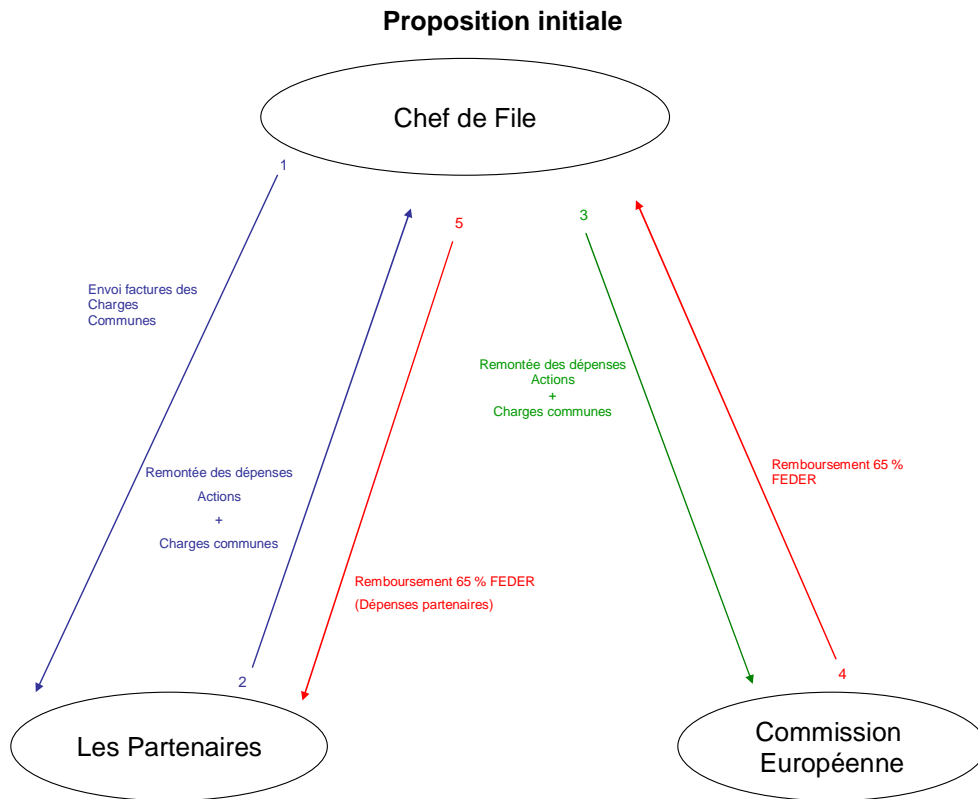 Proposition initiale
Chef de File
1
5
3
Envoi factures des
Charges
Communes
Remontée des dépenses
Actions
+
Charges communes
Remboursement 65 %
FEDER
Remontée des dépenses
Actions
+
Charges communes
Remboursement 65 % FEDER
(Dépenses partenaires)
2
4
Les Partenaires
Commission
Européenne